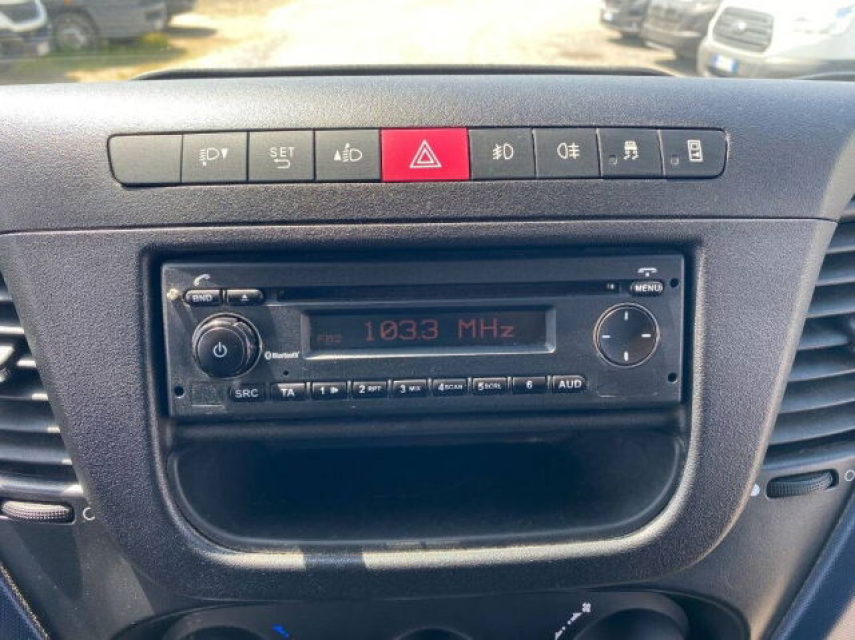 SET
BND
MENU
FM2 103.3 MHz
Bluetooth
SRC TA 1 2 RPT 3 MIX 4 SCAN 5 SCRL 6 AUD